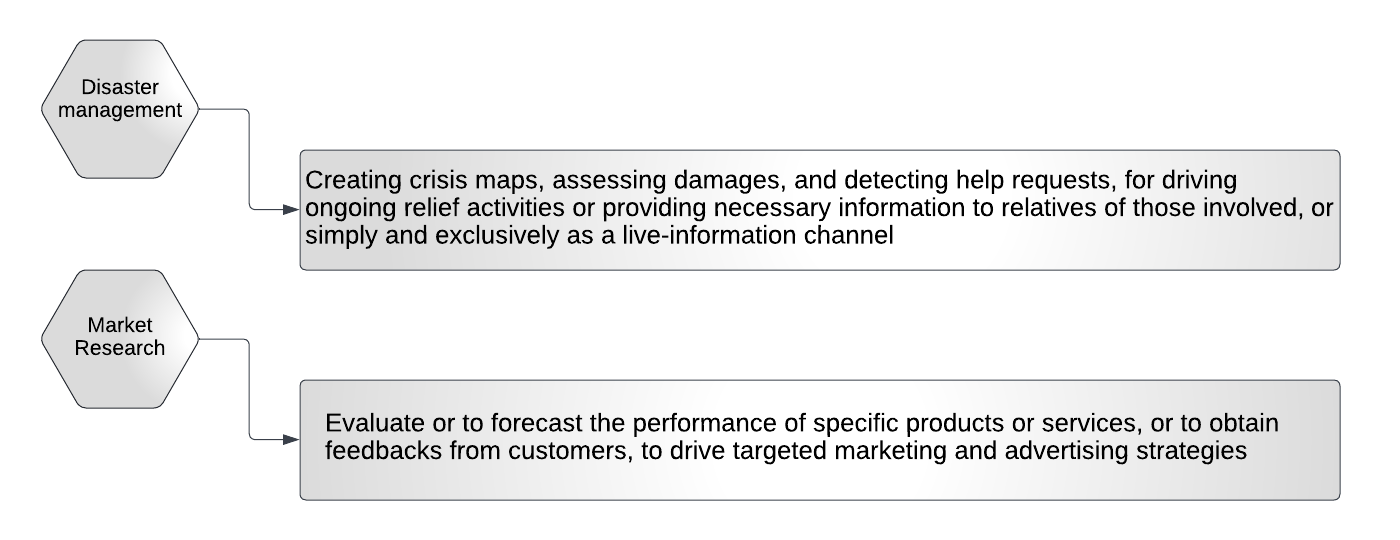 Disaster
management
Creating crisis maps, assessing damages, and detecting help requests, for driving
ongoing relief activities or providing necessary information to relatives of those involved, or
simply and exclusively as a live-information channel
Market
Research
Evaluate or to forecast the performance of specific products or services, or to obtain
feedbacks from customers, to drive targeted marketing and advertising strategies